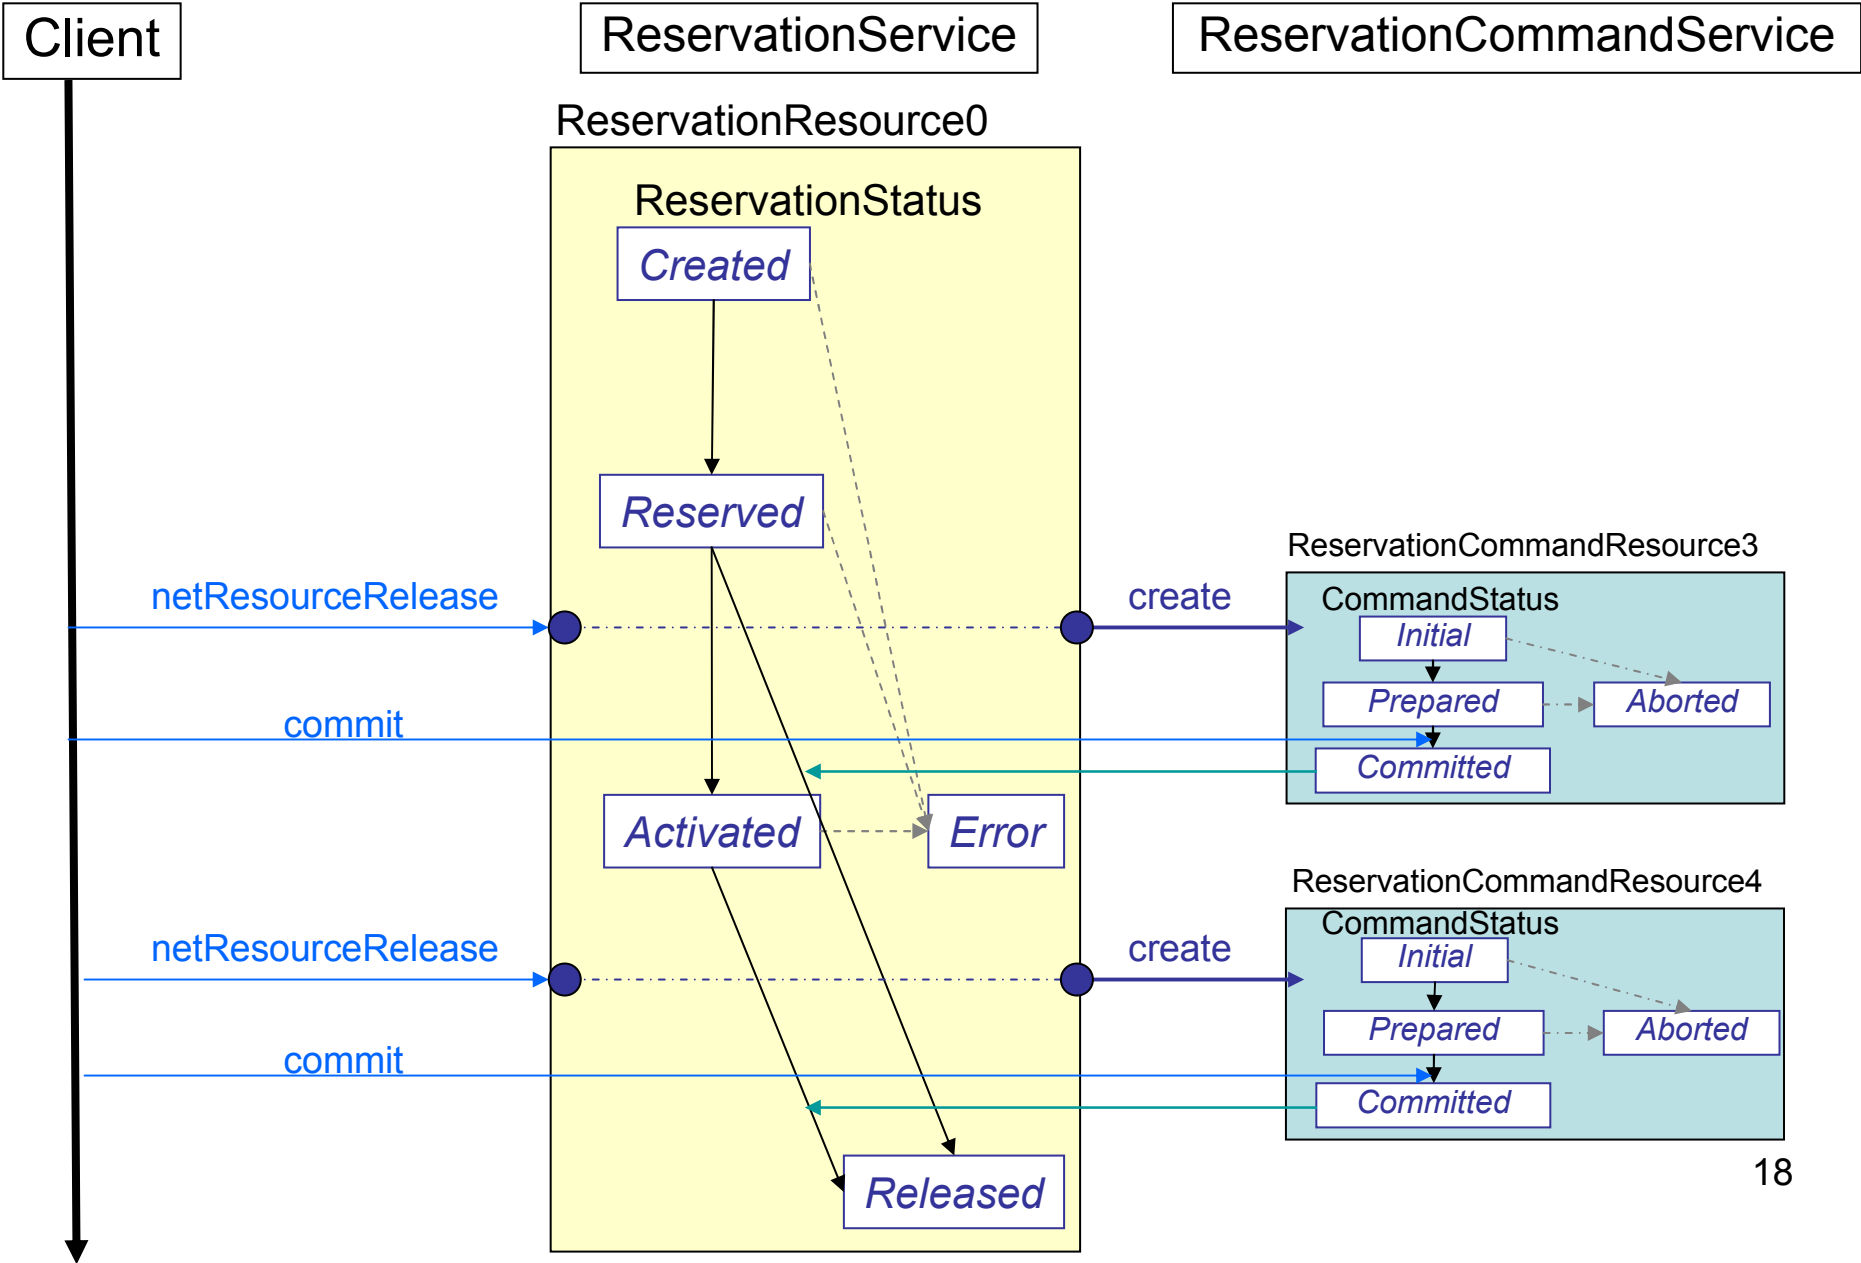 Client
ReservationService
ReservationCommandService
ReservationResource0
ReservationStatus
Created
Reserved
ReservationCommandResource3
netResourceRelease
create
CommandStatus
Initial
Prepared
Aborted
commit
Committed
Activated
Error
ReservationCommandResource4
netResourceRelease
create
CommandStatus
Initial
Prepared
Aborted
commit
Committed
Released
18